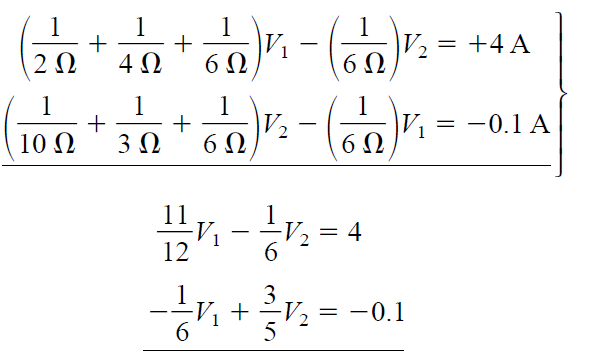 (1/2 Ω + 1/4 Ω + 1/6 Ω)V₁ − (1/6 Ω)V₂ = +4 A
(1/10 Ω + 1/3 Ω + 1/6 Ω)V₂ − (1/6 Ω)V₁ = −0.1 A
11/12 V₁ − 1/6 V₂ = 4
−1/6 V₁ + 3/5 V₂ = −0.1